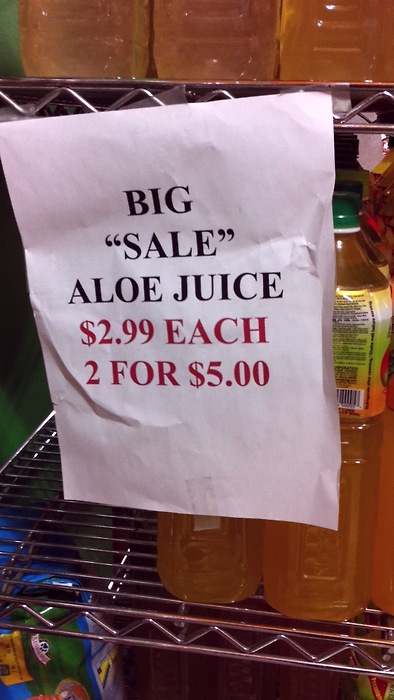 BIG
“SALE”
ALOE JUICE
$2.99 EACH
2 FOR $5.00